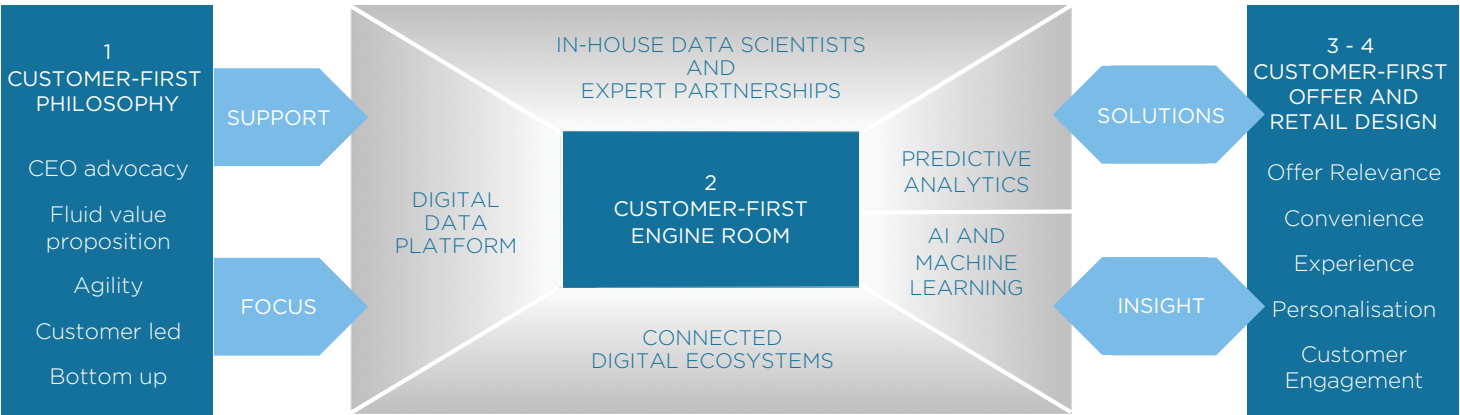 1
CUSTOMER-FIRST
PHILOSOPHY
CEO advocacy
Fluid value
proposition
Agility
Customer led
Bottom up
SUPPORT
FOCUS
IN-HOUSE DATA SCIENTISTS
AND
EXPERT PARTNERSHIPS
DIGITAL
DATA
PLATFORM
2
CUSTOMER-FIRST
ENGINE ROOM
PREDICTIVE
ANALYTICS
AI AND
MACHINE
LEARNING
CONNECTED
DIGITAL ECOSYSTEMS
SOLUTIONS
INSIGHT
3 - 4
CUSTOMER-FIRST
OFFER AND
RETAIL DESIGN
Offer Relevance
Convenience
Experience
Personalisation
Customer
Engagement